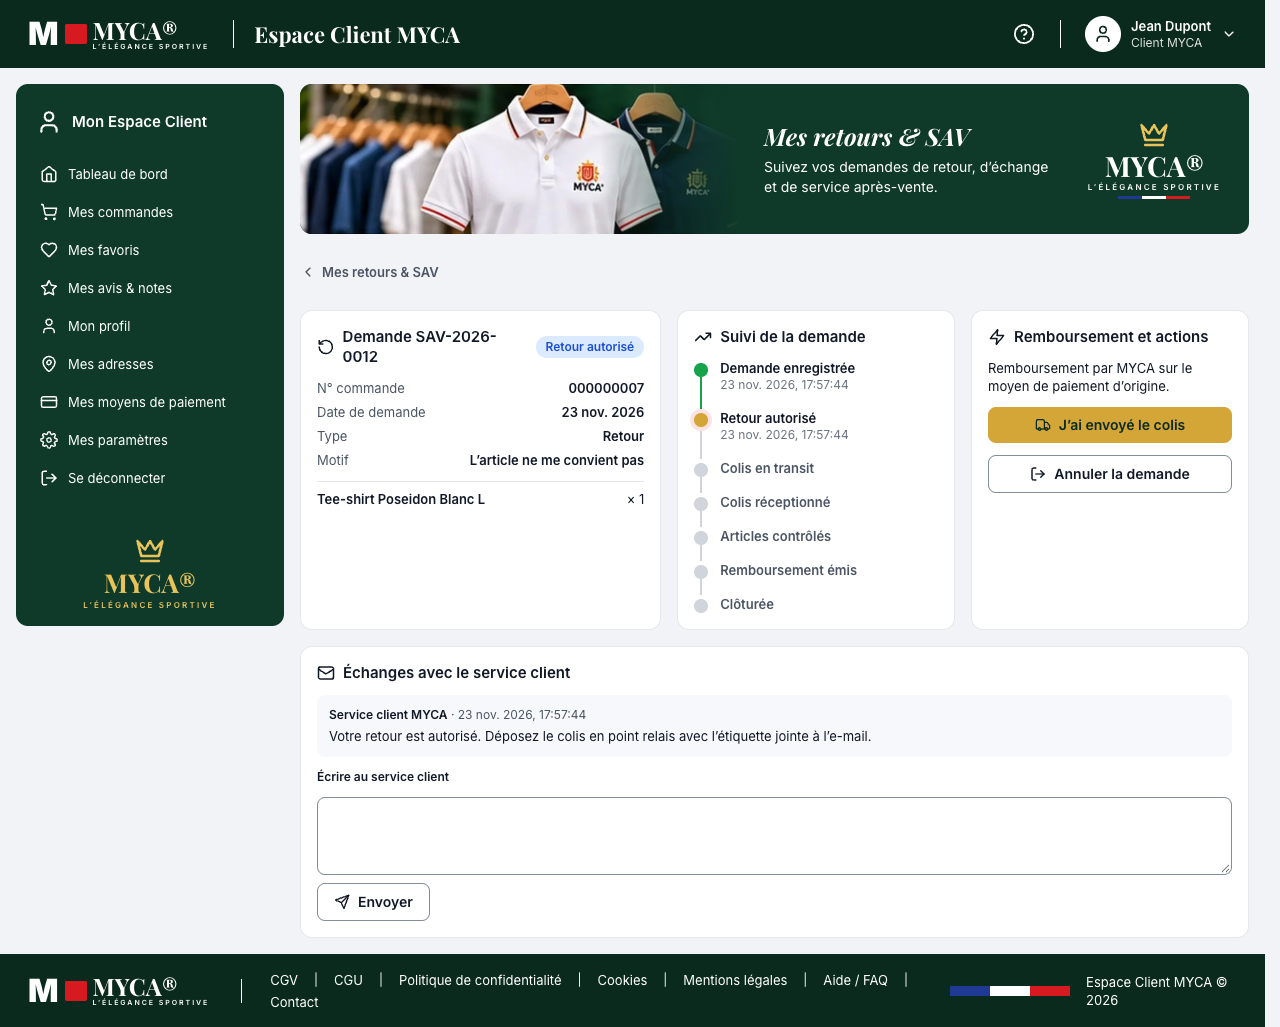 M MYCA®
L'ÉLÉGANCE SPORTIVE
Espace Client MYCA
Jean Dupont
Client MYCA
Mon Espace Client
Tableau de bord
Mes commandes
Mes favoris
Mes avis & notes
Mon profil
Mes adresses
Mes moyens de paiement
Mes paramètres
Se déconnecter
MYCA®
L'ÉLÉGANCE SPORTIVE
MYCA®
MYCA
Mes retours & SAV
Suivez vos demandes de retour, d’échange
et de service après-vente.
MYCA®
L'ÉLÉGANCE SPORTIVE
Mes retours & SAV
Demande SAV-2026-
0012
Retour autorisé
N° commande 000000007
Date de demande 23 nov. 2026
Type Retour
Motif L’article ne me convient pas
Tee-shirt Poseidon Blanc L × 1
Suivi de la demande
Demande enregistrée
23 nov. 2026, 17:57:44
Retour autorisé
23 nov. 2026, 17:57:44
Colis en transit
Colis réceptionné
Articles contrôlés
Remboursement émis
Clôturée
Remboursement et actions
Remboursement par MYCA sur le
moyen de paiement d’origine.
J’ai envoyé le colis
Annuler la demande
Échanges avec le service client
Service client MYCA · 23 nov. 2026, 17:57:44
Votre retour est autorisé. Déposez le colis en point relais avec l’étiquette jointe à l’e-mail.
Écrire au service client
Envoyer
M MYCA®
L'ÉLÉGANCE SPORTIVE
CGV | CGU | Politique de confidentialité | Cookies | Mentions légales | Aide / FAQ |
Contact
Espace Client MYCA ©
2026